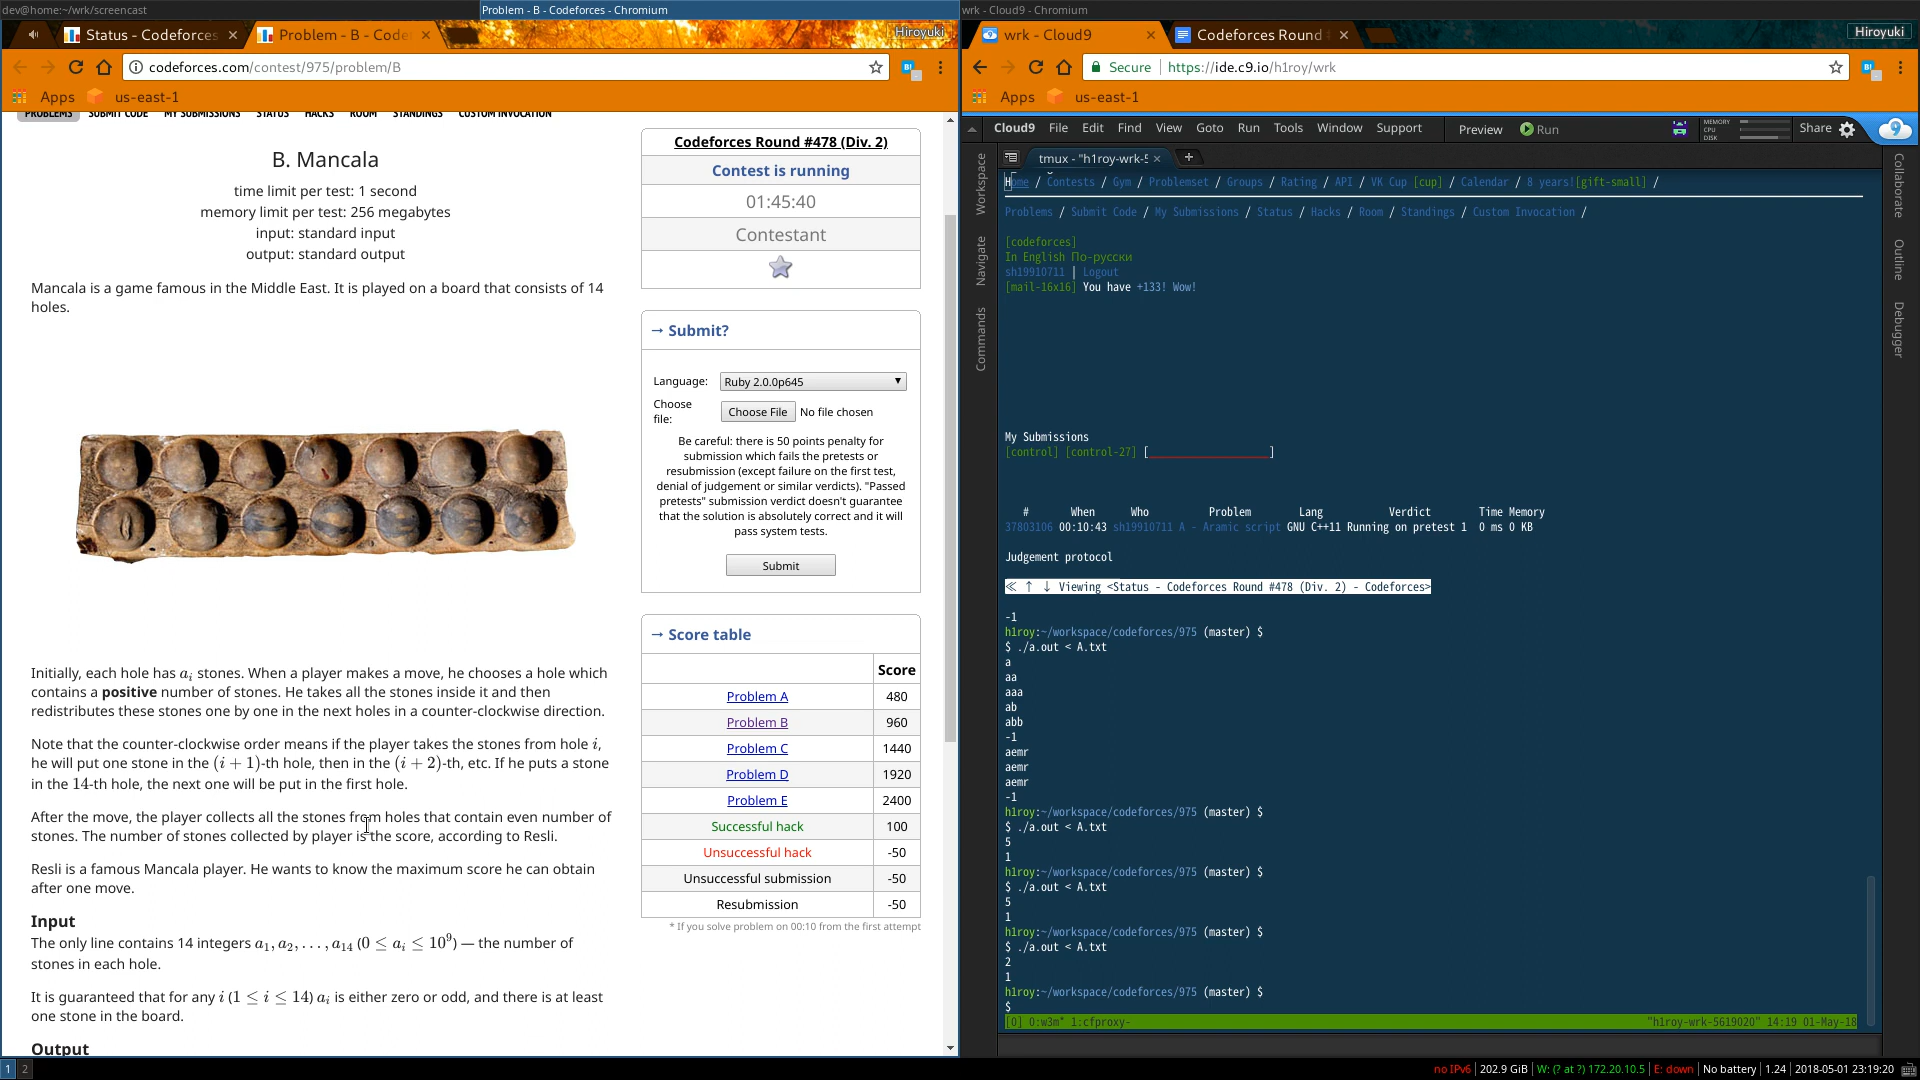 dev@home:~/wrk/screencast
Problem - B - Codeforces - Chromium
wrk - Cloud9 - Chromium
Status - Codeforces
Problem - B - Code
Hiroyuki
wrk - Cloud9
Codeforces Round
Hiroyuki
codeforces.com/contest/975/problem/B
Secure
https://ide.c9.io/h1roy/wrk
Apps
us-east-1
Apps
us-east-1
PROBLEMS SUBMIT CODE MY SUBMISSIONS STATUS HACKS ROOM STANDINGS CUSTOM INVOCATION
B. Mancala
time limit per test: 1 second
memory limit per test: 256 megabytes
input: standard input
output: standard output
Mancala is a game famous in the Middle East. It is played on a board that consists of 14
holes.
Initially, each hole has aᵢ stones. When a player makes a move, he chooses a hole which
contains a positive number of stones. He takes all the stones inside it and then
redistributes these stones one by one in the next holes in a counter-clockwise direction.
Note that the counter-clockwise order means if the player takes the stones from hole i,
he will put one stone in the (i + 1)-th hole, then in the (i + 2)-th, etc. If he puts a stone
in the 14-th hole, the next one will be put in the first hole.
After the move, the player collects all the stones from holes that contain even number of
stones. The number of stones collected by player is the score, according to Resli.
Resli is a famous Mancala player. He wants to know the maximum score he can obtain
after one move.
Input
The only line contains 14 integers a₁, a₂, . . . , a₁₄ (0 ≤ aᵢ ≤ 10⁹) — the number of
stones in each hole.
It is guaranteed that for any i (1 ≤ i ≤ 14) aᵢ is either zero or odd, and there is at least
one stone in the board.
Output
Codeforces Round #478 (Div. 2)
Contest is running
01:45:40
Contestant
→ Submit?
Language:
Ruby 2.0.0p645
Choose
file:
Choose File
No file chosen
Be careful: there is 50 points penalty for
submission which fails the pretests or
resubmission (except failure on the first test,
denial of judgement or similar verdicts). "Passed
pretests" submission verdict doesn't guarantee
that the solution is absolutely correct and it will
pass system tests.
Submit
→ Score table
Score
Problem A 480
Problem B 960
Problem C 1440
Problem D 1920
Problem E 2400
Successful hack 100
Unsuccessful hack -50
Unsuccessful submission -50
Resubmission -50
* If you solve problem on 00:10 from the first attempt
Cloud9 File Edit Find View Goto Run Tools Window Support
Preview
Run
MEMORY
CPU
DISK
Share
Workspace
Navigate
Commands
Collaborate
Outline
Debugger
tmux - "h1roy-wrk-5
Home / Contests / Gym / Problemset / Groups / Rating / API / VK Cup [cup] / Calendar / 8 years![gift-small] /
Problems / Submit Code / My Submissions / Status / Hacks / Room / Standings / Custom Invocation /
[codeforces]
In English По-русски
sh19910711 | Logout
[mail-16x16] You have +133! Wow!
My Submissions
[control] [control-27] [____________________]
# When Who Problem Lang Verdict Time Memory
37803106 00:10:43 sh19910711 A - Aramic script GNU C++11 Running on pretest 1 0 ms 0 KB
Judgement protocol
≪ ↑ ↓ Viewing <Status - Codeforces Round #478 (Div. 2) - Codeforces>
-1
h1roy:~/workspace/codeforces/975 (master) $
$ ./a.out < A.txt
a
aa
aaa
ab
abb
-1
aemr
aemr
aemr
-1
h1roy:~/workspace/codeforces/975 (master) $
$ ./a.out < A.txt
5
1
h1roy:~/workspace/codeforces/975 (master) $
$ ./a.out < A.txt
5
1
h1roy:~/workspace/codeforces/975 (master) $
$ ./a.out < A.txt
2
1
h1roy:~/workspace/codeforces/975 (master) $
$
[0] 0:w3m* 1:cfproxy-
"h1roy-wrk-5619020" 14:19 01-May-18
1
2
no IPv6 | 202.9 GiB | W: (? at ?) 172.20.10.5 | E: down | No battery | 1.24 | 2018-05-01 23:19:20